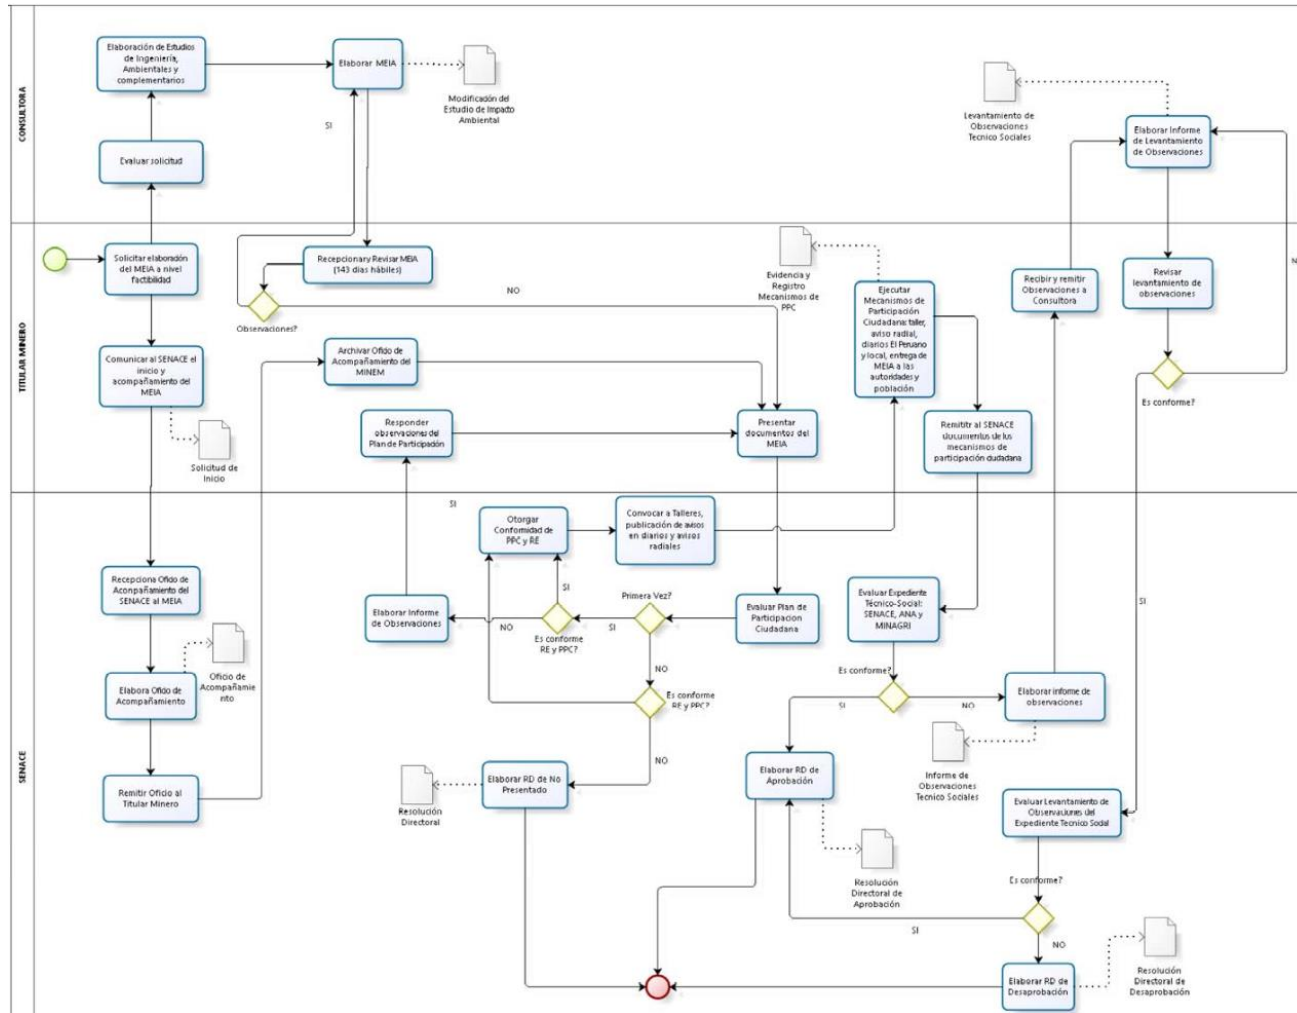 CONSULTORA
Elaboración de Estudios
de Ingeniería,
Ambientales y
complementarios
Elaborar MEIA
Modificación del
Estudio de Impacto
Ambiental
SI
Evaluar solicitud
Levantamiento de
Observaciones
Tecnico Sociales
Elaborar Informe
de Levantamiento
de Observaciones
TITULAR MINERO
Solicitar elaboración
del MEIA a nivel
factibilidad
Recepcionar y Revisar MEIA
(143 días hábiles)
NO
Observaciones?
Evidencia y
Registro
Mecanismos de
PPC
Ejecutar
Mecanismos de
Participación
Ciudadana: taller,
aviso radial,
diarios El Peruano
y local, entrega de
MEIA a las
autoridades y
población
Recibir y remitir
Observaciones a
Consultora
Revisar
levantamiento de
observaciones
Es conforme?
Comunicar al SENACE el
inicio y
acompañamiento del
MEIA
Solicitud de
Inicio
Archivar Oficio de
Acompañamiento del
MINEM
Responder
observaciones del
Plan de Participación
Presentar
documentos del
MEIA
Remitir al SENACE
documentos de los
mecanismos de
participación ciudadana
SENACE
SI
Otorgar
Conformidad de
PPC y RE
Convocar a Talleres,
publicación de avisos
en diarios y avisos
radiales
Recepciona Oficio de
Aconpañamiento del
SENACE al MEIA
Elaborar Informe
de Observaciones
NO
SI
Es conforme
RE y PPC?
SI
Primera Vez?
NO
Evaluar Plan de
Participacion
Ciudadana
Evaluar Expediente
Técnico-Social:
SENACE, ANA y
MINAGRI
SI
Elabora Oficio de
Acompañamiento
Oficio de
Acompañamie
nto
Es conforme
RE y PPC?
NO
Es conforme?
SI
NO
Elaborar informe de
observaciones
Informe de
Observaciones
Tecnico Sociales
Remitir Oficio al
Titular Minero
Resolución
Directoral
Elaborar RD de No
Presentado
Elaborar RD de
Aprobación
Resolución
Directoral de
Aprobación
Evaluar Levantamiento de
Observaciones del
Expediente Tecnico Social
Es conforme?
SI
NO
Elaborar RD de
Desaprobación
Resolución
Directoral de
Desaprobación